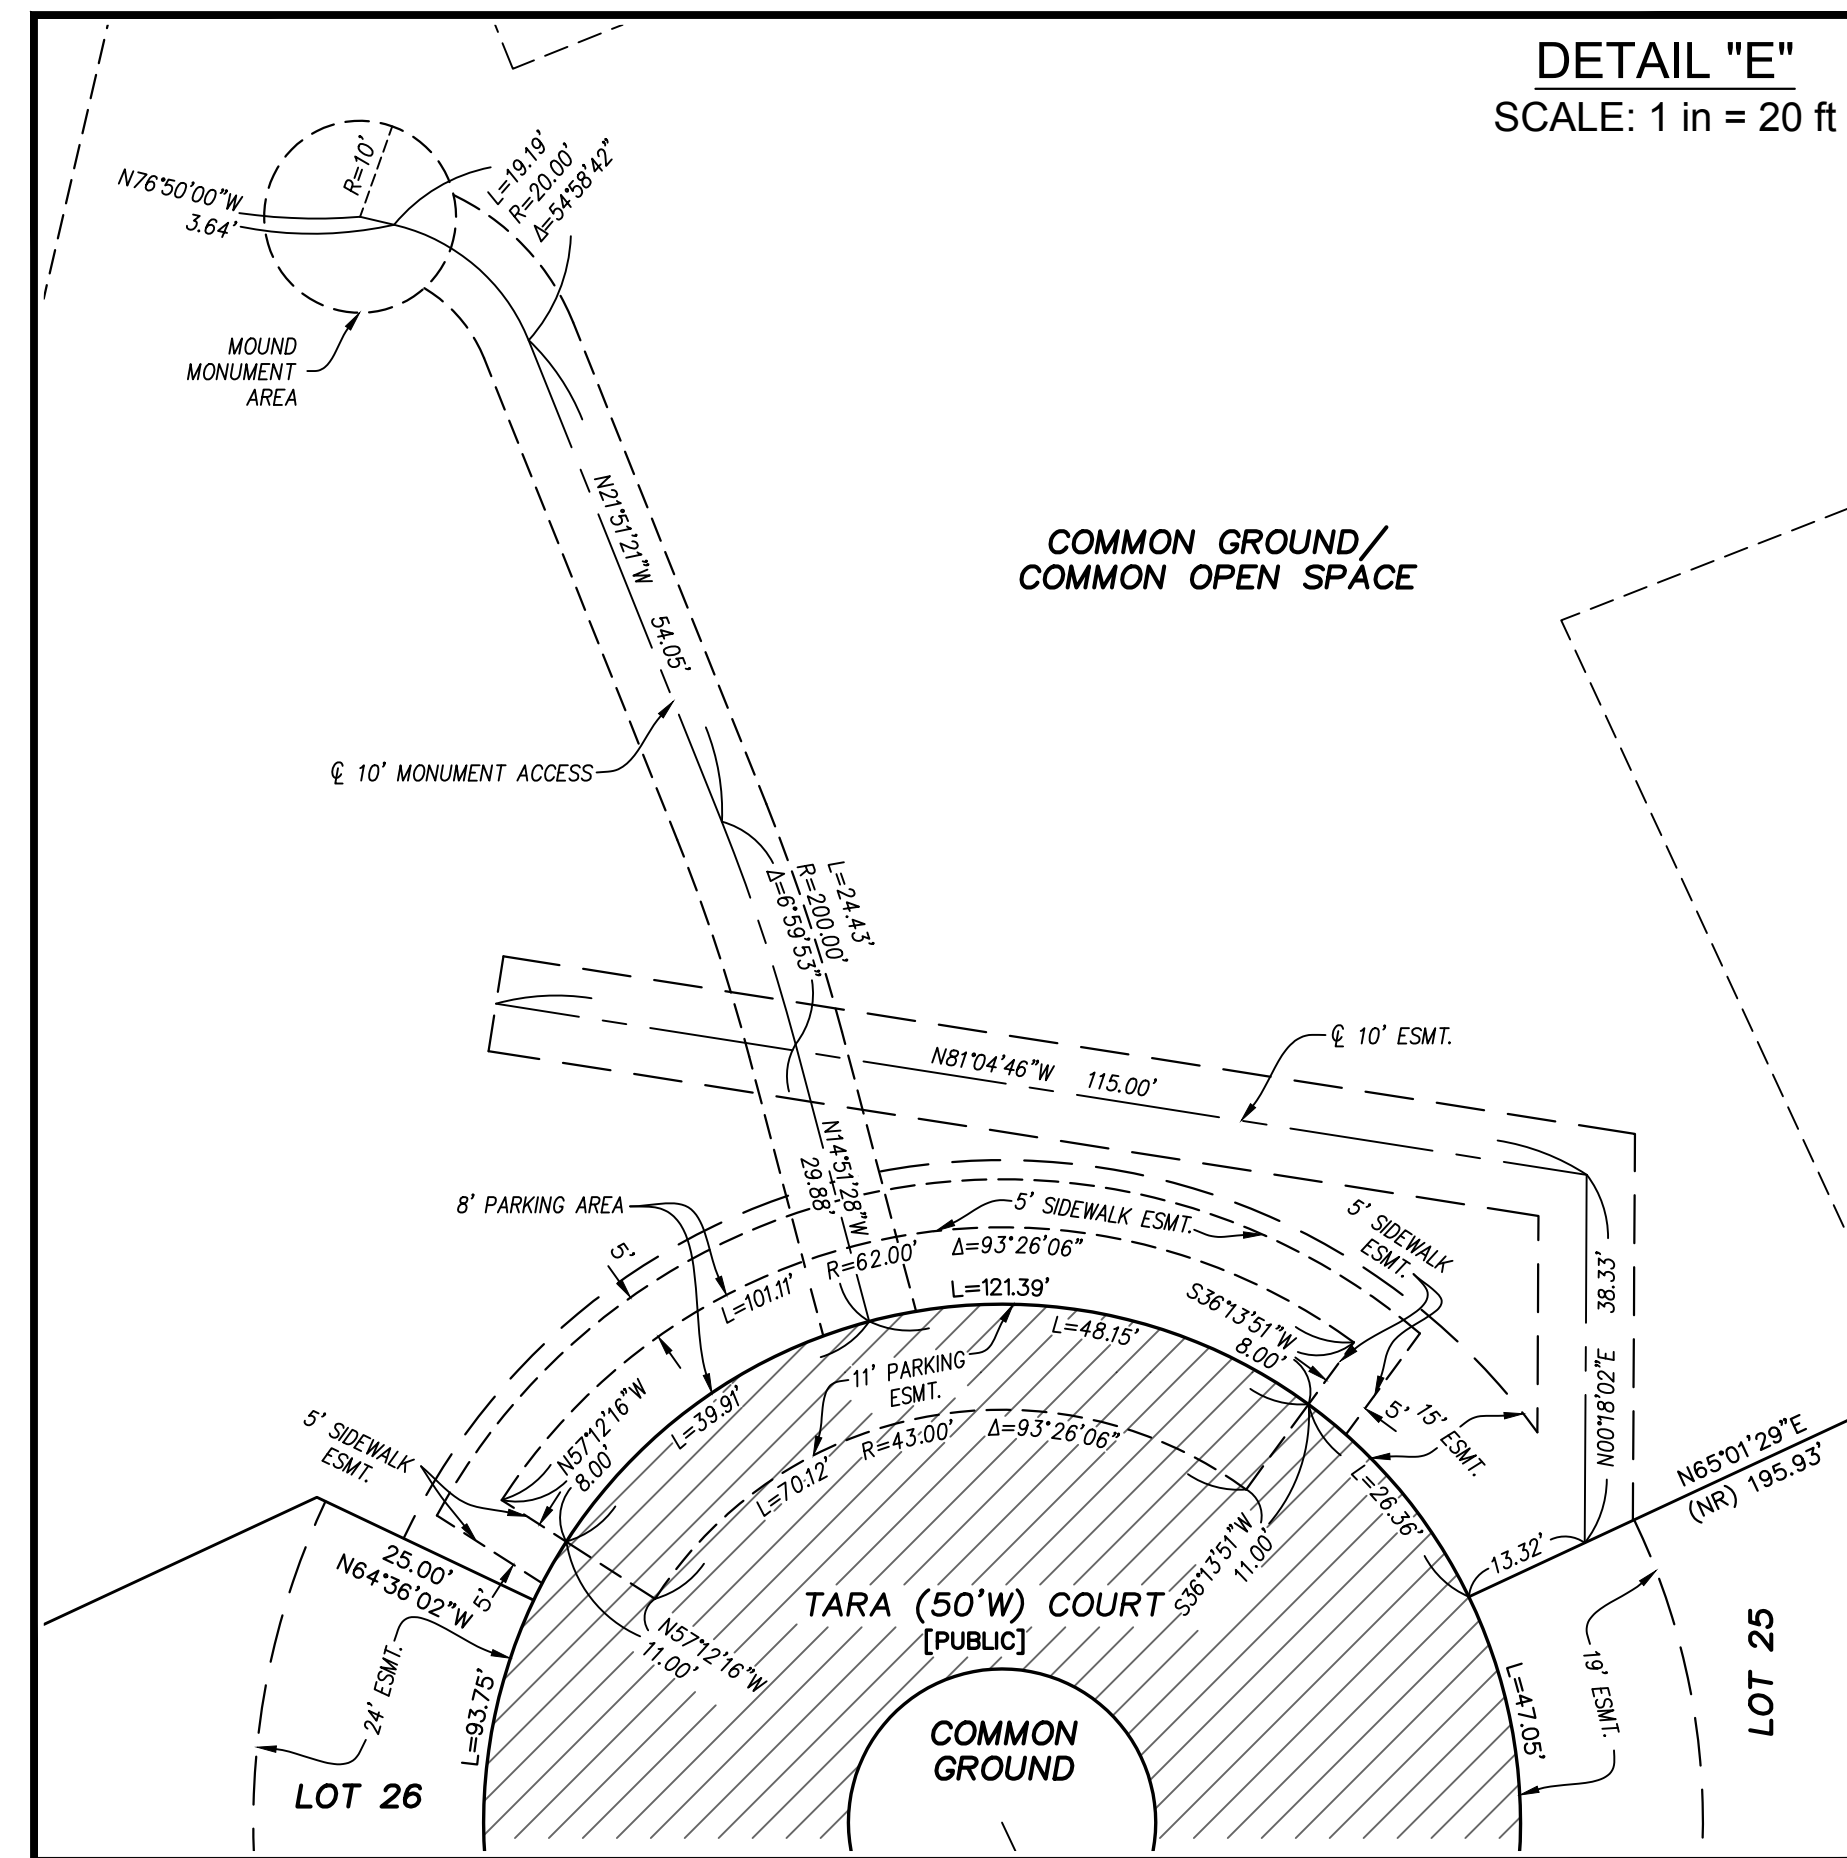 DETAIL "E"
SCALE: 1 in = 20 ft
R=10'
N76°50'00"W
3.64'
L=19.19'
R=20.00'
Δ=54°58'42"
MOUND
MONUMENT
AREA
N21°51'21"W 54.05'
COMMON GROUND/
COMMON OPEN SPACE
℄ 10' MONUMENT ACCESS
L=24.43'
R=200.00'
Δ=6°59'53"
℄ 10' ESMT.
N81°04'46"W 115.00'
N14°51'28"W
29.88'
8' PARKING AREA
5' SIDEWALK ESMT.
5' SIDEWALK
ESMT.
5'
L=101.11'
R=62.00'
Δ=93°26'06"
L=121.39'
L=48.15'
S36°13'51"W
8.00'
N00°18'02"E 38.33'
11' PARKING
ESMT.
N57°12'16"W
8.00'
L=39.91'
L=70.12'
R=43.00'
Δ=93°26'06"
5'
15' ESMT.
5' SIDEWALK
ESMT.
L=26.36'
N65°01'29"E
(NR) 195.93'
S36°13'51"W
11.00'
13.32'
25.00'
N64°36'02"W
5'
TARA (50'W) COURT
[PUBLIC]
N57°12'16"W
11.00'
24' ESMT.
L=93.75'
L=47.05'
19' ESMT.
LOT 25
COMMON
GROUND
LOT 26